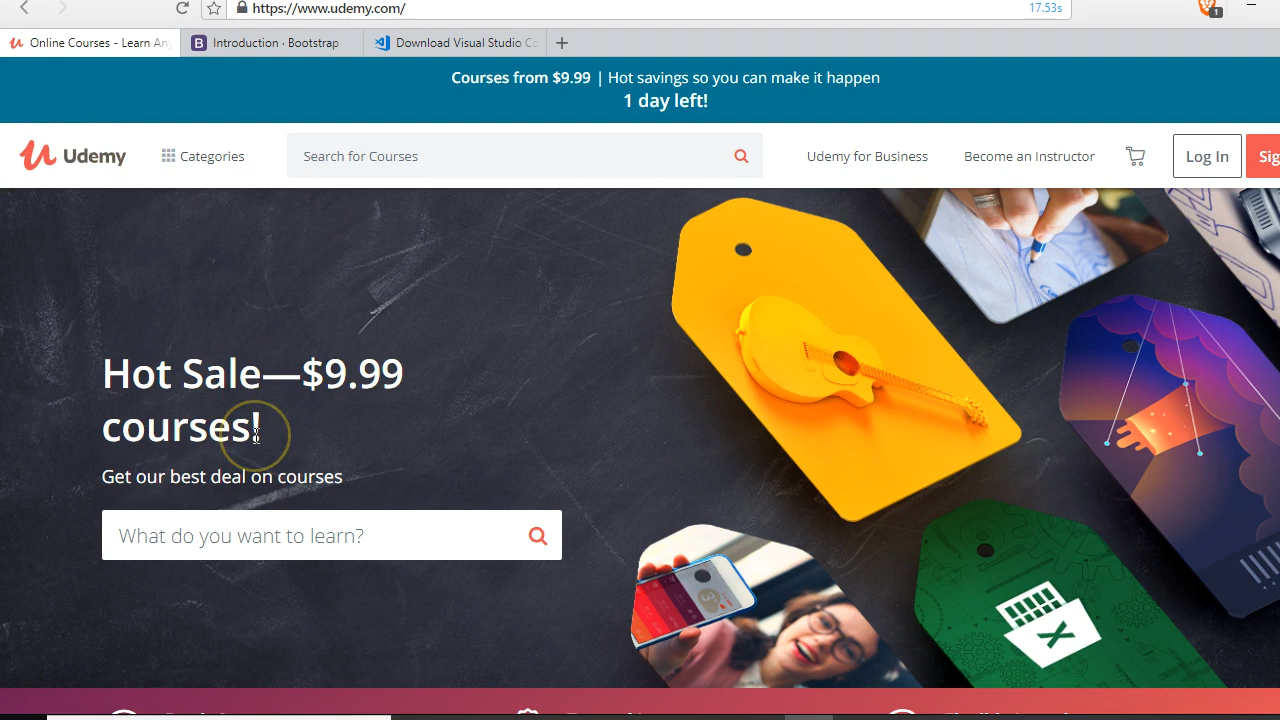 https://www.udemy.com/
17.53s
1
Online Courses - Learn Any
Introduction · Bootstrap
Download Visual Studio Co
Courses from $9.99 | Hot savings so you can make it happen
1 day left!
Udemy
Categories
Search for Courses
Udemy for Business
Become an Instructor
Log In
Sig
Hot Sale—$9.99
courses!
Get our best deal on courses
What do you want to learn?